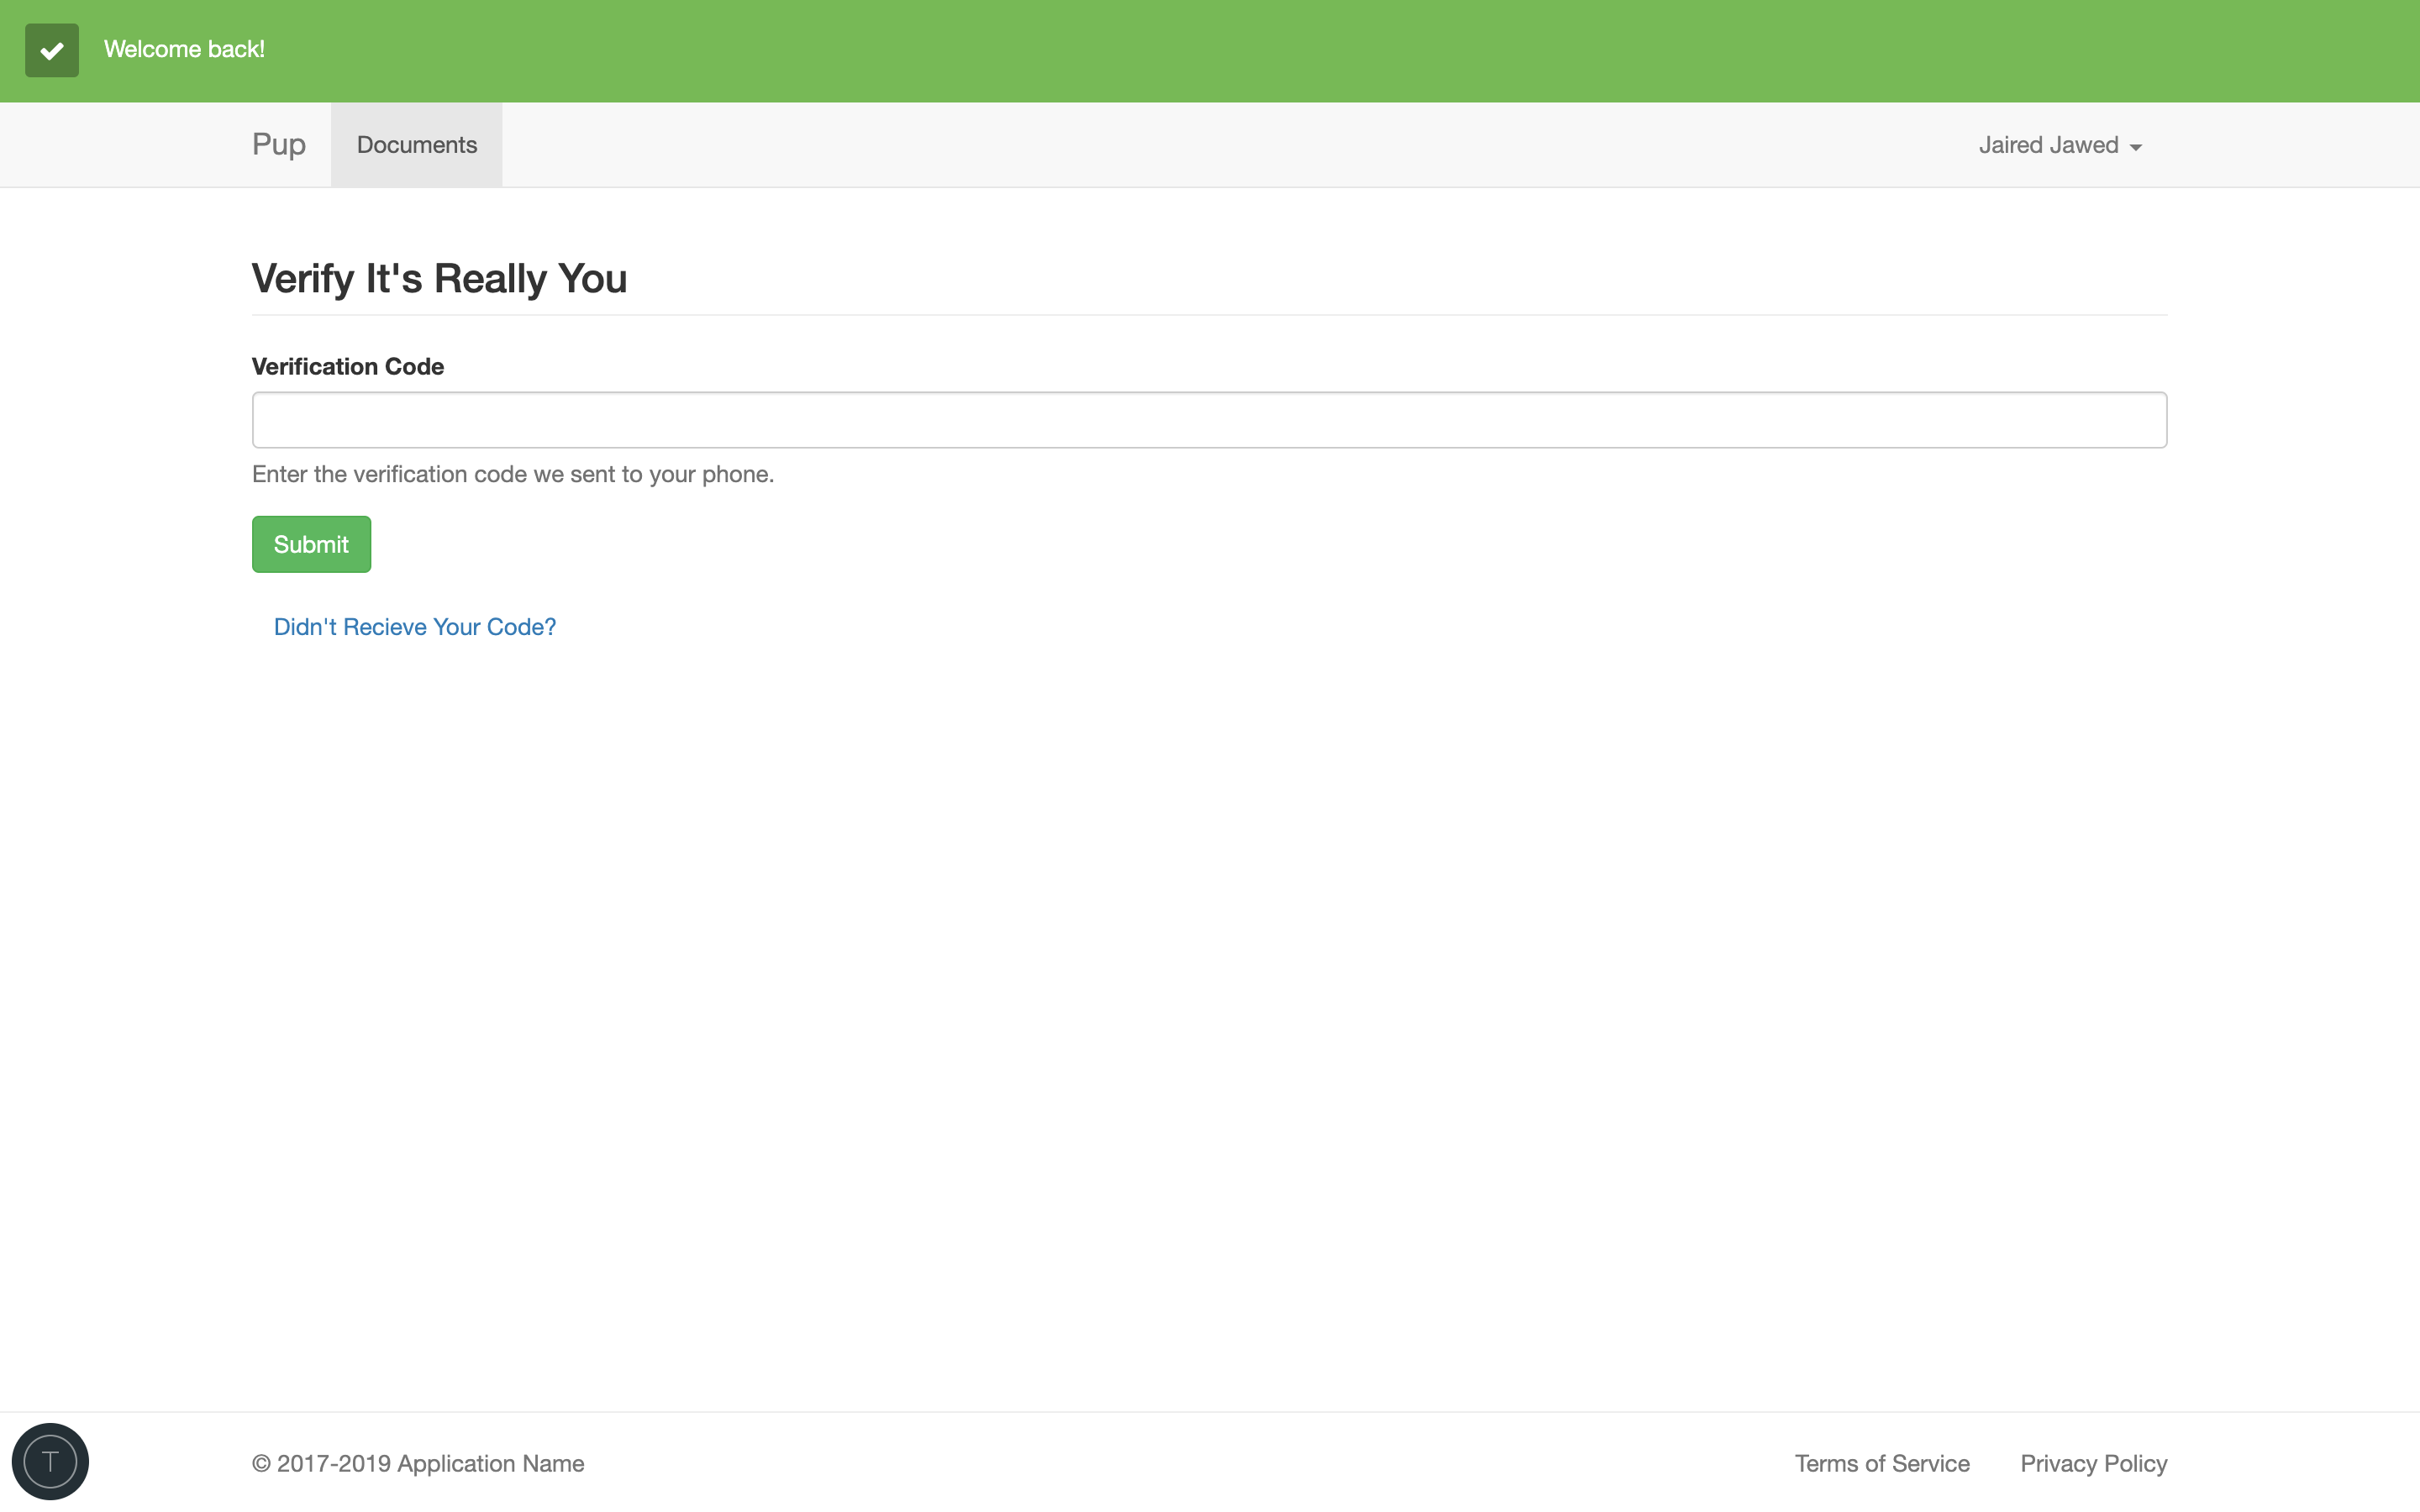 Welcome back!
Pup Documents Jaired Jawed
Verify It's Really You
Verification Code
Enter the verification code we sent to your phone.
Submit
Didn't Recieve Your Code?
T
© 2017-2019 Application Name Terms of Service Privacy Policy